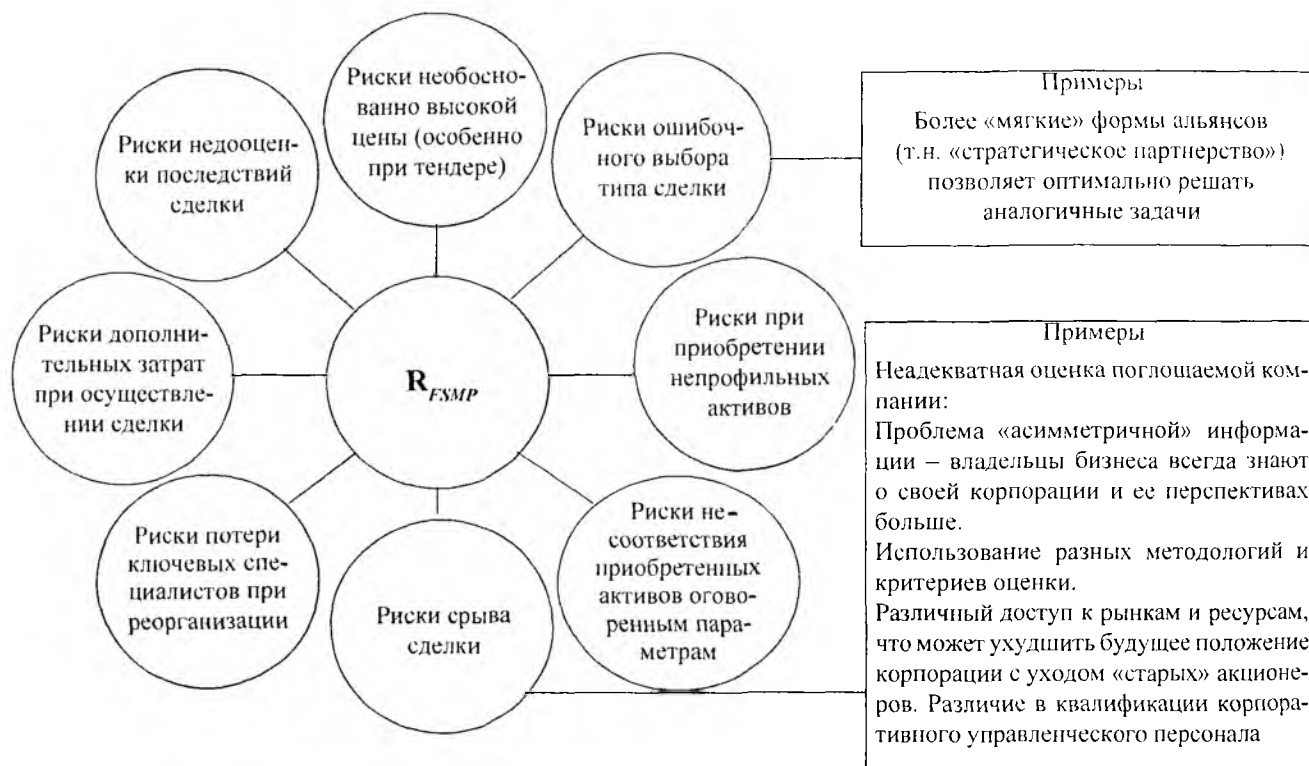 Риски необосно-
ванно высокой
цены (особенно
при тендере)
Риски ошибоч-
ного выбора
типа сделки
Риски при
приобретении
непрофильных
активов
Риски не-
соответствия
приобретенных
активов огово-
ренным пара-
метрам
Риски срыва
сделки
Риски потери
ключевых спе-
циалистов при
реорганизации
Риски дополни-
тельных затрат
при осуществле-
нии сделки
Риски недооцен-
ки последствий
сделки
R FSMP
Примеры
Более «мягкие» формы альянсов
(т.н. «стратегическое партнерство»)
позволяет оптимально решать
аналогичные задачи
Примеры
Неадекватная оценка поглощаемой ком-
пании:
Проблема «асимметричной» информа-
ции – владельцы бизнеса всегда знают
о своей корпорации и ее перспективах
больше.
Использование разных методологий и
критериев оценки.
Различный доступ к рынкам и ресурсам,
что может ухудшить будущее положение
корпорации с уходом «старых» акционе-
ров. Различие в квалификации корпора-
тивного управленческого персонала